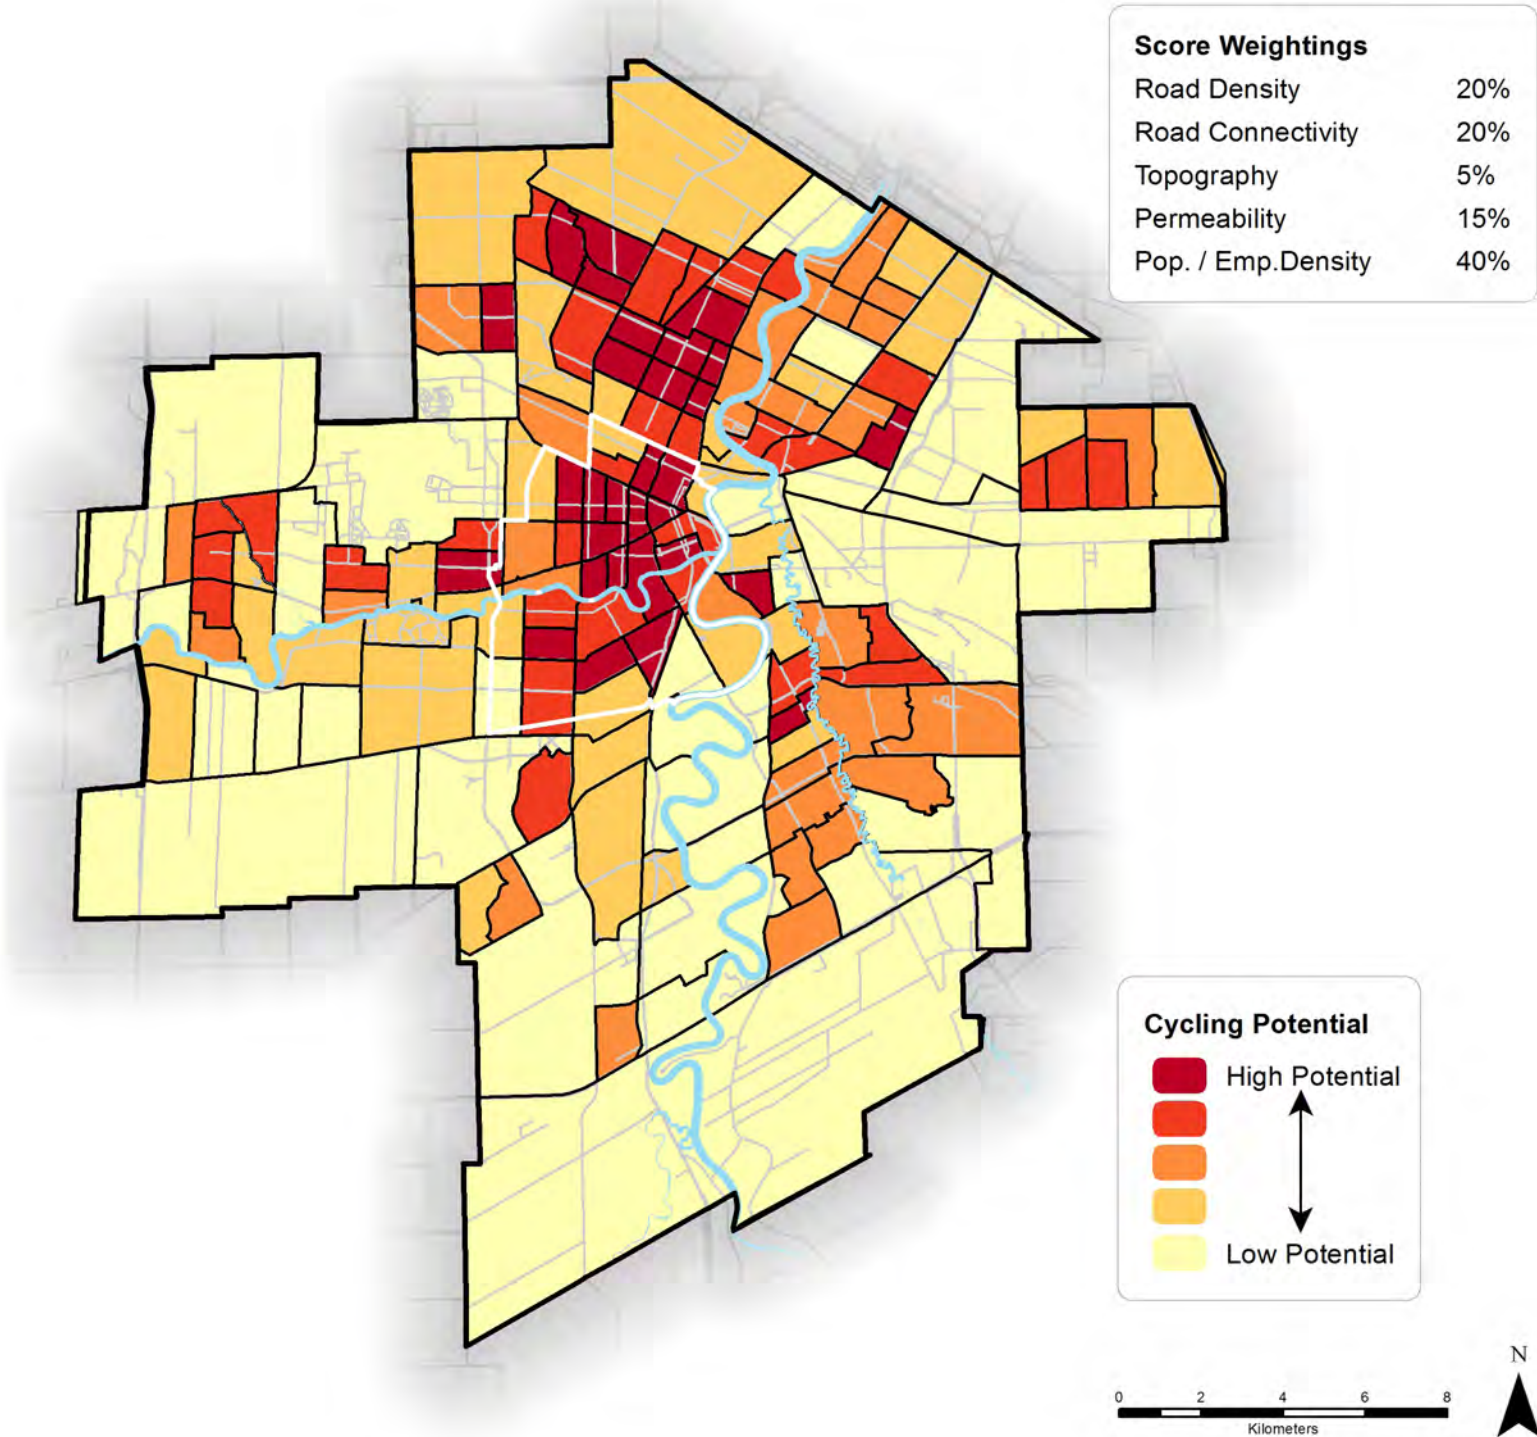 Score Weightings
Road Density 20%
Road Connectivity 20%
Topography 5%
Permeability 15%
Pop. / Emp.Density 40%
Cycling Potential
High Potential
Low Potential
N
0 2 4 6 8
Kilometers